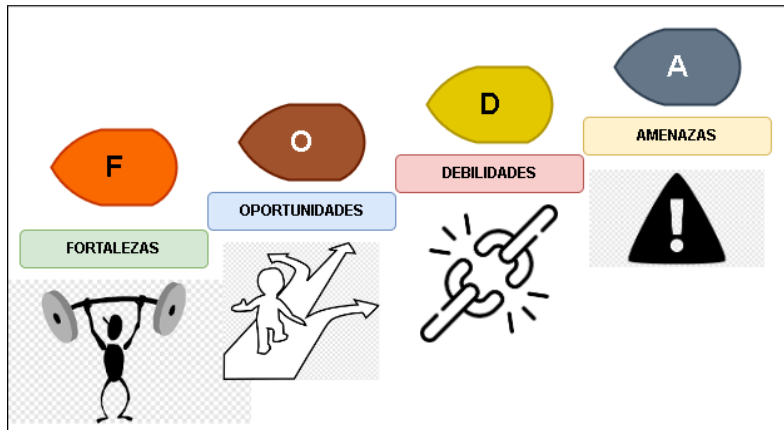 F
FORTALEZAS
O
OPORTUNIDADES
D
DEBILIDADES
A
AMENAZAS